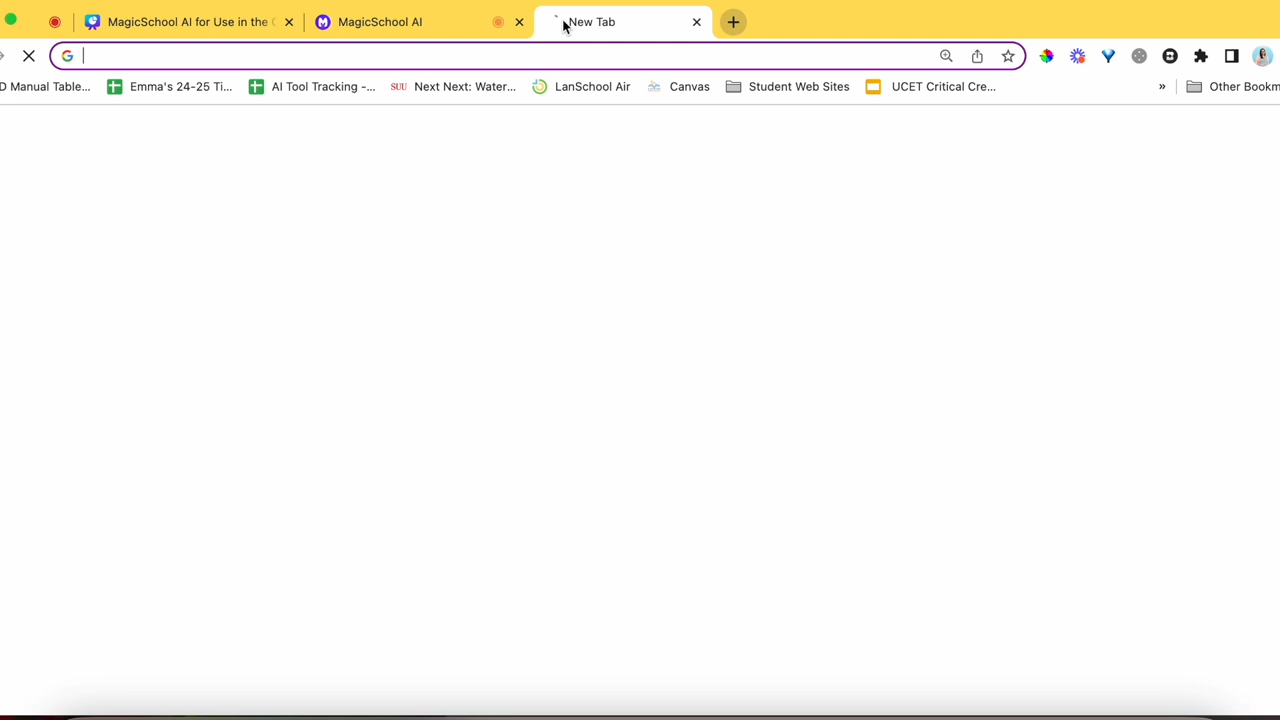 MagicSchool AI for Use in the
MagicSchool AI
New Tab
D Manual Table...
Emma's 24-25 Ti...
AI Tool Tracking -...
SUU
Next Next: Water...
LanSchool Air
Canvas
Student Web Sites
UCET Critical Cre...
»
Other Bookm